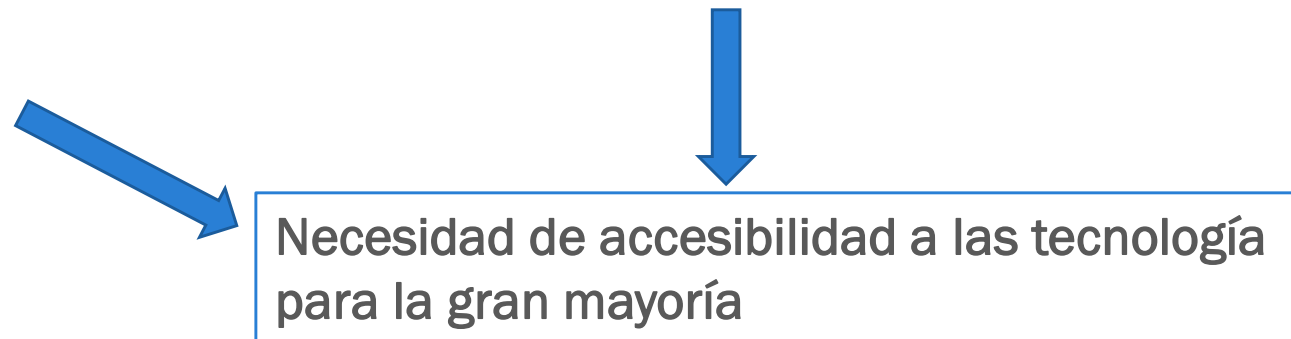 Necesidad de accesibilidad a las tecnología
para la gran mayoría